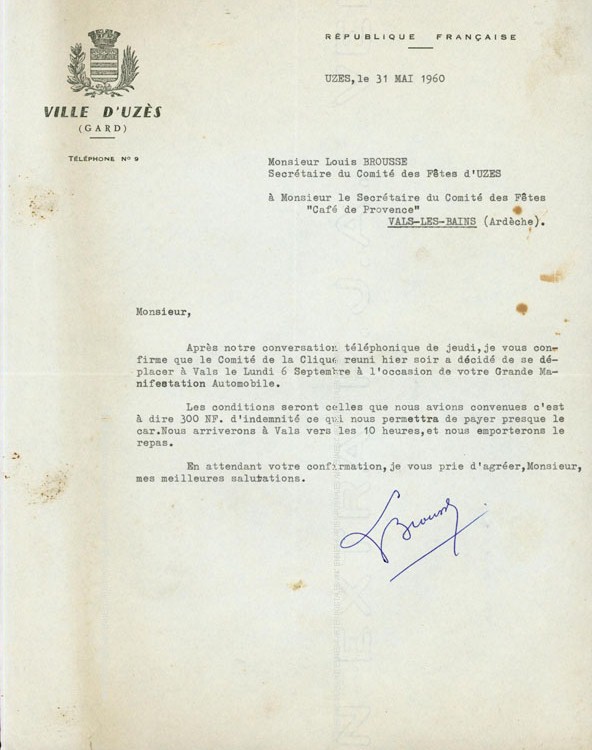 RÉPUBLIQUE FRANÇAISE
UZES,le 31 MAI 1960
VILLE D'UZÈS
(GARD)
TÉLÉPHONE Nº 9
Monsieur Louis BROUSSE
Secrétaire du Comité des Fêtes d'UZES
à Monsieur le Secrétaire du Comité des Fêtes
"Café de Provence"
VALS-LES-BAINS (Ardèche).
Monsieur,
Après notre conversation téléphonique de jeudi,je vous con-
firme que le Comité de la Clique reuni hier soir a décidé de se dé-
placer à Vals le Lundi 6 Septembre à l'occasion de votre Grande Ma-
nifestation Automobile.
Les conditions seront celles que nous avions convenues c'est
à dire 300 NF. d'indemnité ce qui nous permettra de payer presque le
car.Nous arriverons à Vals vers les 10 heures,et nous emporterons le
repas.
En attendant votre confirmation,je vous prie d'agréer,Monsieur,
mes meilleures salutations.
LBrousse